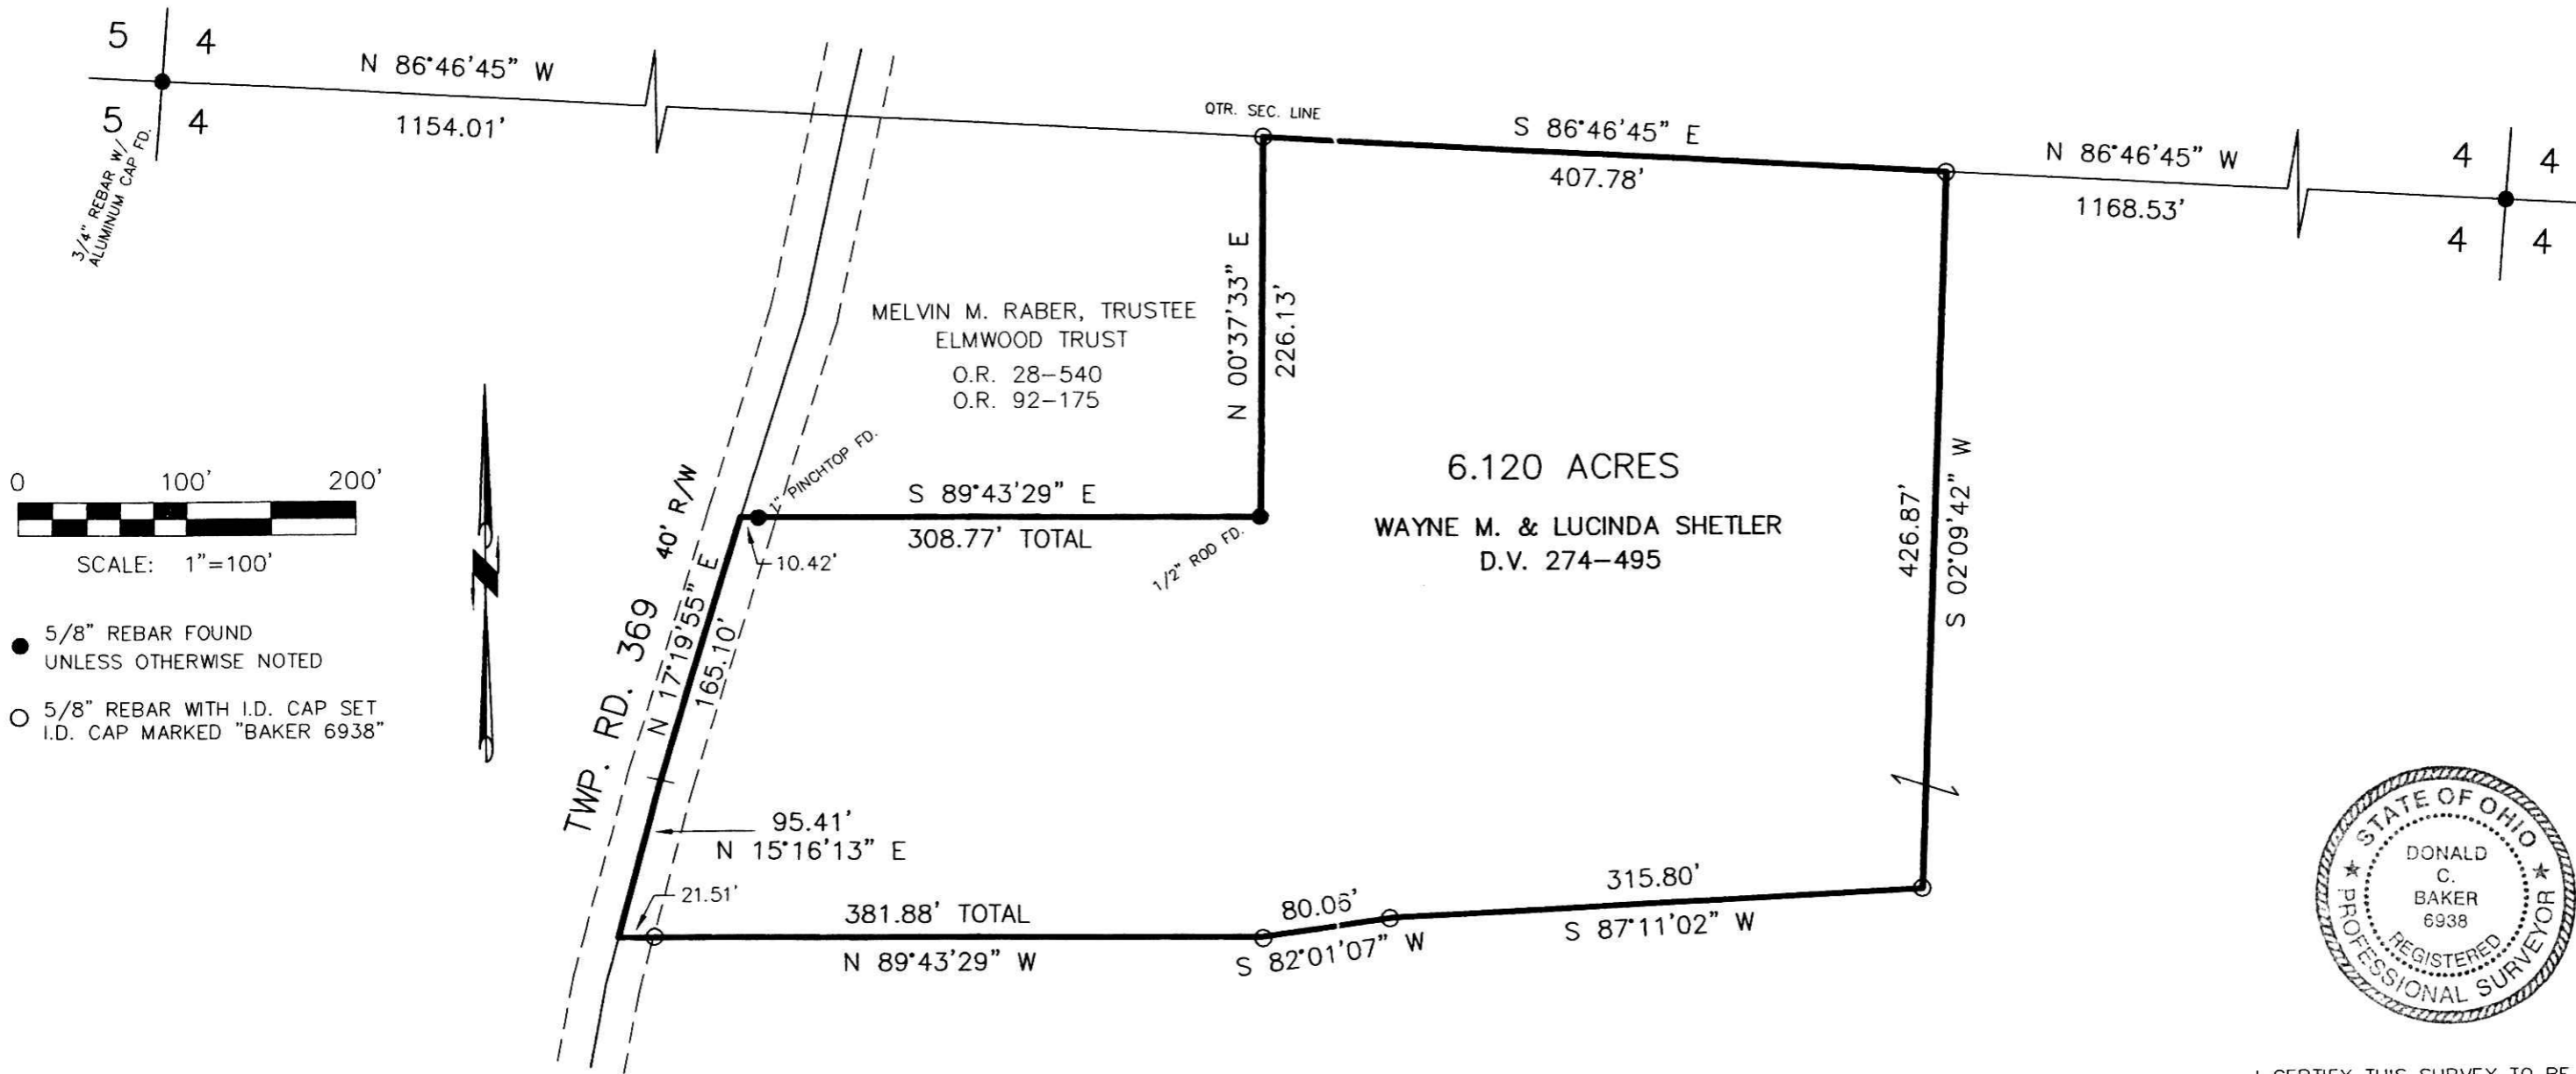 5 4
5 4
N 86°46'45" W
1154.01'
3/4" REBAR W/
ALUMINUM CAP FD.
QTR. SEC. LINE
S 86°46'45" E
407.78'
N 86°46'45" W
1168.53'
4 4
4 4
MELVIN M. RABER, TRUSTEE
ELMWOOD TRUST
O.R. 28-540
O.R. 92-175
N 00°37'33" E
226.13'
6.120 ACRES
WAYNE M. & LUCINDA SHETLER
D.V. 274-495
426.87'
S 02°09'42" W
0 100' 200'
SCALE: 1"=100'
5/8" REBAR FOUND
UNLESS OTHERWISE NOTED
5/8" REBAR WITH I.D. CAP SET
I.D. CAP MARKED "BAKER 6938"
1" PINCHTOP FD.
S 89°43'29" E
308.77' TOTAL
10.42'
1/2" ROD FD.
TWP. RD. 369
40' R/W
N 17°19'55" E
165.10'
95.41'
N 15°16'13" E
21.51'
381.88' TOTAL
N 89°43'29" W
80.06'
S 82°01'07" W
315.80'
S 87°11'02" W
STATE OF OHIO
DONALD
C.
BAKER
6938
REGISTERED
PROFESSIONAL SURVEYOR
I CERTIFY THIS SURVEY TO BE